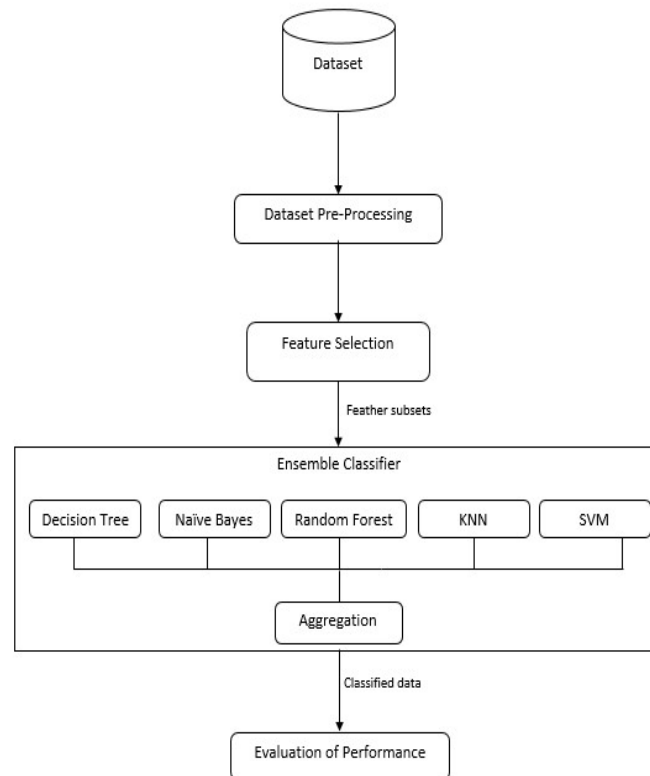 Dataset
Dataset Pre-Processing
Feature Selection
Feather subsets
Ensemble Classifier
Decision Tree
Naïve Bayes
Random Forest
KNN
SVM
Aggregation
Classified data
Evaluation of Performance